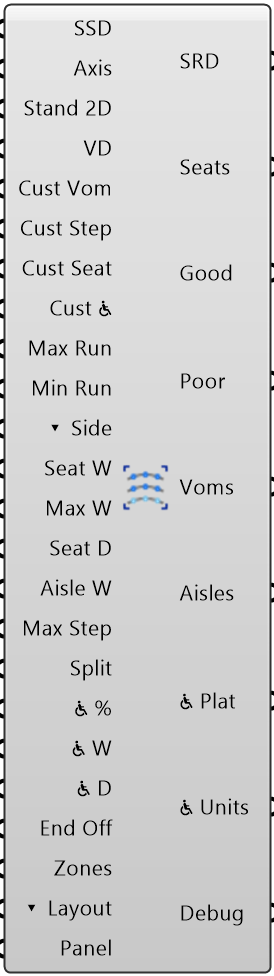 SSD
Axis
Stand 2D
VD
Cust Vom
Cust Step
Cust Seat
Cust ♿
Max Run
Min Run
▾ Side
Seat W
Max W
Seat D
Aisle W
Max Step
Split
♿ %
♿ W
♿ D
End Off
Zones
▾ Layout
Panel
SRD
Seats
Good
Poor
Voms
Aisles
♿ Plat
♿ Units
Debug